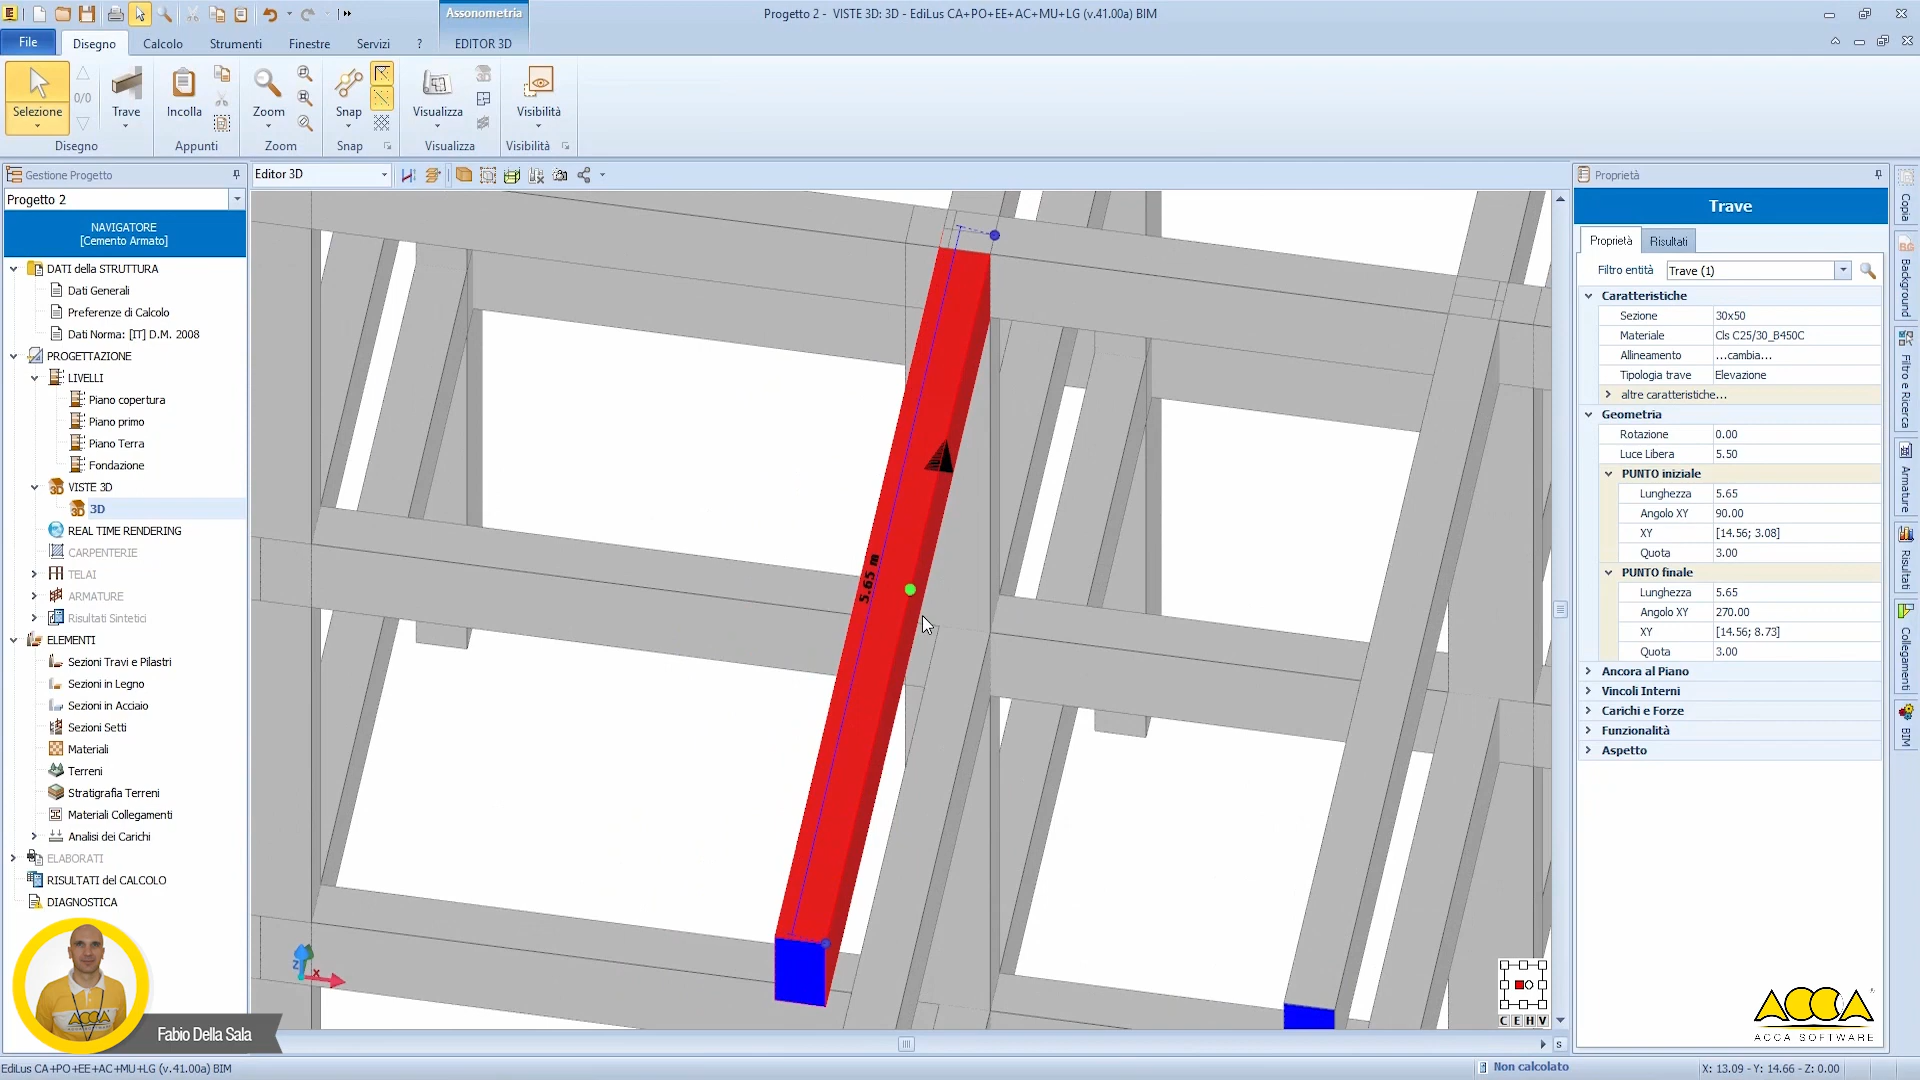 Progetto 2 - VISTE 3D: 3D - EdiLus CA+PO+EE+AC+MU+LG (v.41.00a) BIM
Assonometria
File
Disegno
Calcolo
Strumenti
Finestre
Servizi
?
EDITOR 3D
Selezione
0/0
Trave
Incolla
Zoom
Snap
Visualizza
Visibilità
Disegno
Appunti
Zoom
Snap
Visualizza
Visibilità
Gestione Progetto
Progetto 2
NAVIGATORE
[Cemento Armato]
DATI della STRUTTURA
Dati Generali
Preferenze di Calcolo
Dati Norma: [IT] D.M. 2008
PROGETTAZIONE
LIVELLI
Piano copertura
Piano primo
Piano Terra
Fondazione
VISTE 3D
3D
REAL TIME RENDERING
CARPENTERIE
TELAI
ARMATURE
Risultati Sintetici
ELEMENTI
Sezioni Travi e Pilastri
Sezioni in Legno
Sezioni in Acciaio
Sezioni Setti
Materiali
Terreni
Stratigrafia Terreni
Materiali Collegamenti
Analisi dei Carichi
ELABORATI
RISULTATI del CALCOLO
DIAGNOSTICA
Fabio Della Sala
ACCA
Editor 3D
5.65 m
Z
X
C E H V
S
Proprietà
Trave
Proprietà
Risultati
Filtro entità Trave (1)
Caratteristiche
Sezione 30x50
Materiale Cls C25/30_B450C
Allineamento ...cambia...
Tipologia trave Elevazione
altre caratteristiche...
Geometria
Rotazione 0.00
Luce Libera 5.50
PUNTO iniziale
Lunghezza 5.65
Angolo XY 90.00
XY [14.56; 3.08]
Quota 3.00
PUNTO finale
Lunghezza 5.65
Angolo XY 270.00
XY [14.56; 8.73]
Quota 3.00
Ancora al Piano
Vincoli Interni
Carichi e Forze
Funzionalità
Aspetto
Copia
BG
Background
Filtro e Ricerca
Armature
Risultati
Collegamenti
BIM
ACCA
ACCA SOFTWARE
EdiLus CA+PO+EE+AC+MU+LG (v.41.00a) BIM
Non calcolato
X: 13.09 - Y: 14.66 - Z: 0.00